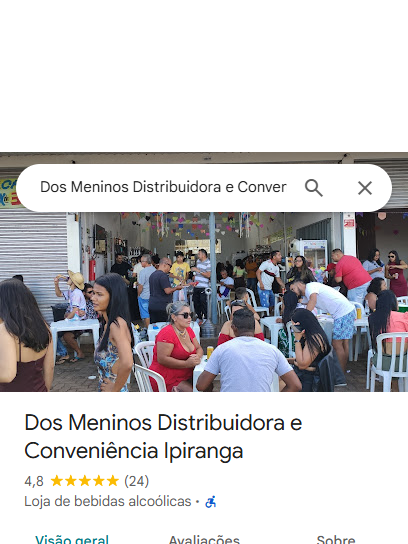 Dos Meninos Distribuidora e Conver
Dos Meninos Distribuidora e
Conveniência Ipiranga
4,8 (24)
Loja de bebidas alcoólicas ·
Visão geral Avaliações Sobre